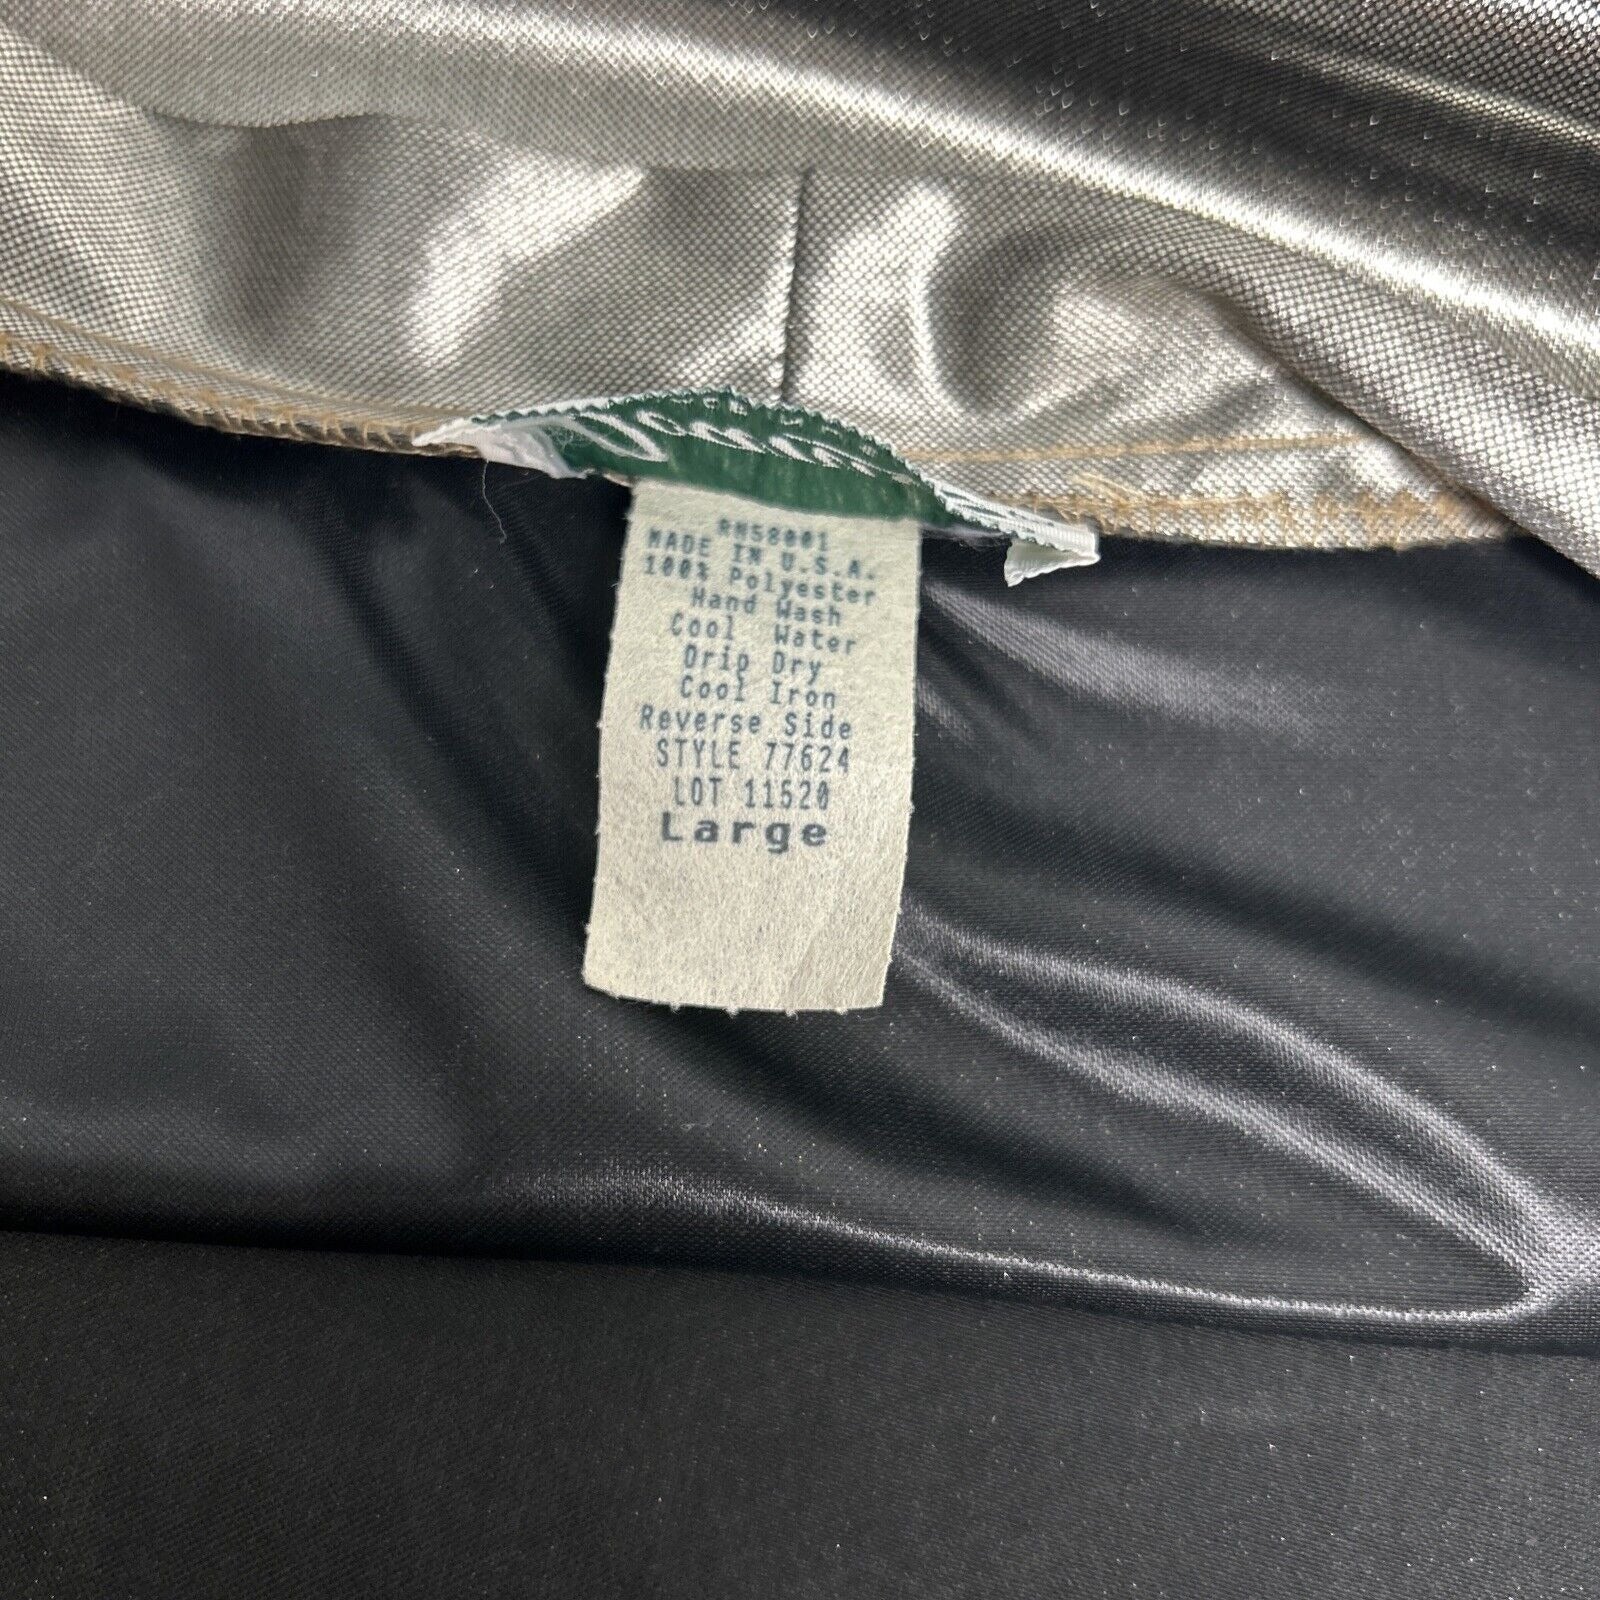 RN58001
MADE IN U.S.A.
100% Polyester
Hand Wash
Cool Water
Drip Dry
Cool Iron
Reverse Side
STYLE 77624
LOT 11520
Large